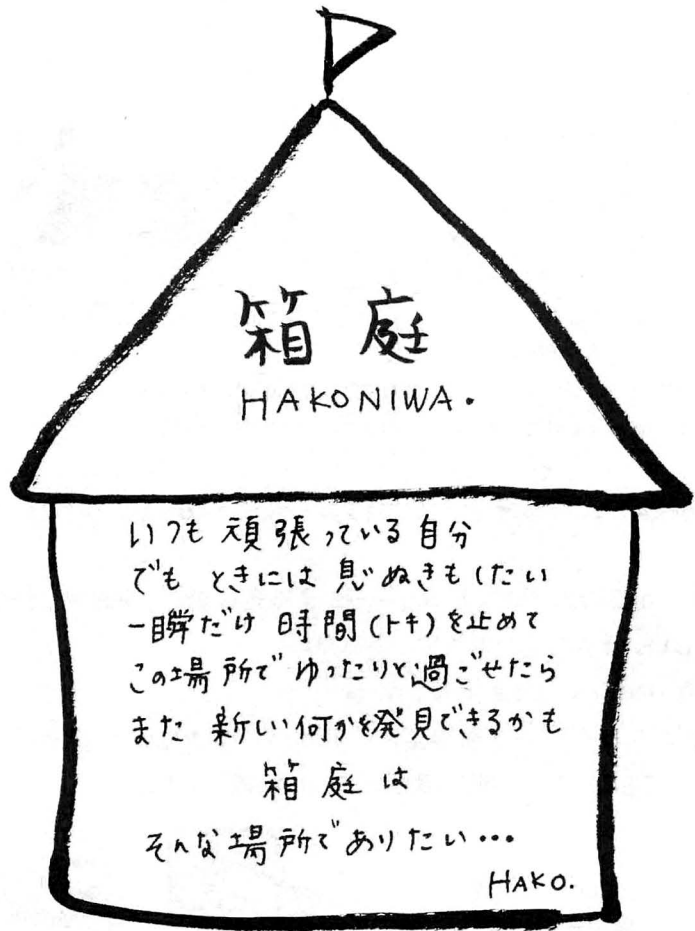 箱庭
HAKONIWA.
いつも 頑張っている 自分
でも ときには 息ぬきもしたい
一瞬だけ 時間(トキ)を止めて
この場所で ゆったりと過ごせたら
また 新しい何かを発見できるかも
箱庭は
そんな場所でありたい…
HAKO.